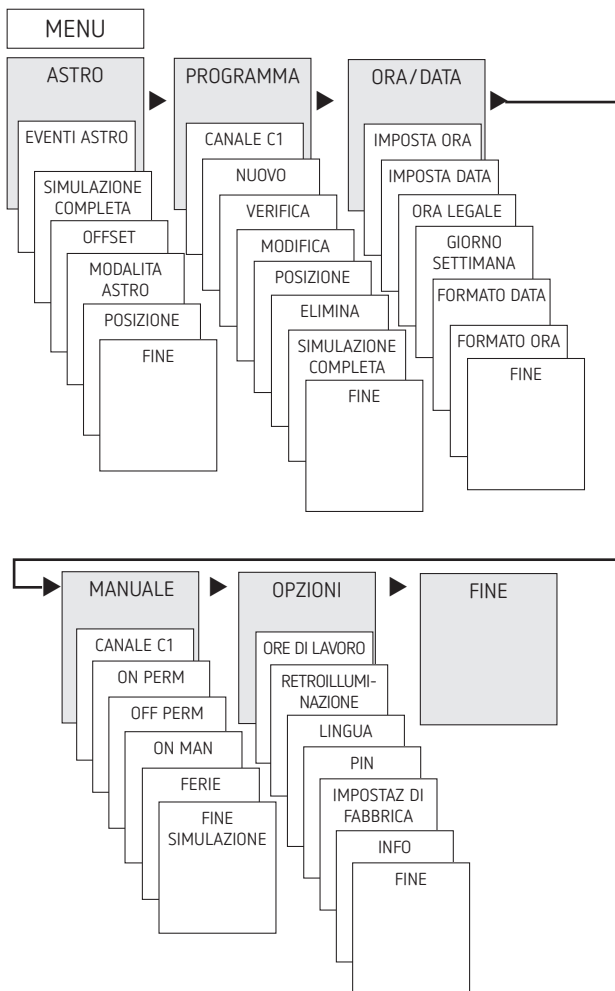 MENU
ASTRO
EVENTI ASTRO
SIMULAZIONE
COMPLETA
OFFSET
MODALITA
ASTRO
POSIZIONE
FINE
PROGRAMMA
CANALE C1
NUOVO
VERIFICA
MODIFICA
POSIZIONE
ELIMINA
SIMULAZIONE
COMPLETA
FINE
ORA/DATA
IMPOSTA ORA
IMPOSTA DATA
ORA LEGALE
GIORNO
SETTIMANA
FORMATO DATA
FORMATO ORA
FINE
MANUALE
CANALE C1
ON PERM
OFF PERM
ON MAN
FERIE
FINE
SIMULAZIONE
OPZIONI
ORE DI LAVORO
RETROILLUMI-
NAZIONE
LINGUA
PIN
IMPOSTAZ DI
FABBRICA
INFO
FINE
FINE